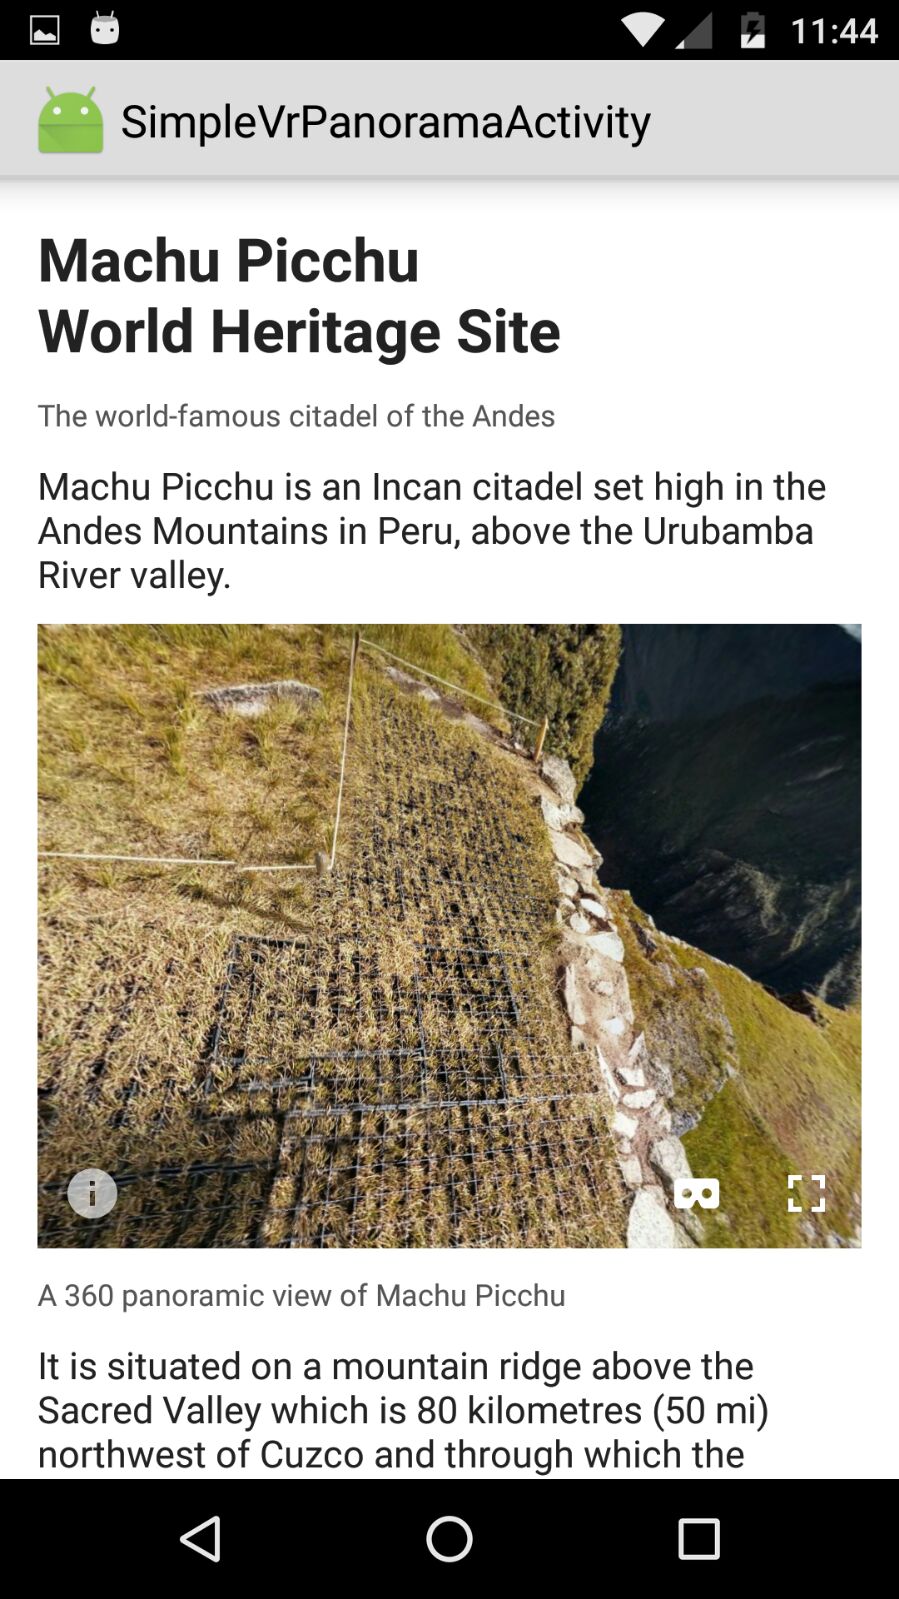 11:44
SimpleVrPanoramaActivity
Machu Picchu
World Heritage Site
The world-famous citadel of the Andes
Machu Picchu is an Incan citadel set high in the
Andes Mountains in Peru, above the Urubamba
River valley.
A 360 panoramic view of Machu Picchu
It is situated on a mountain ridge above the
Sacred Valley which is 80 kilometres (50 mi)
northwest of Cuzco and through which the